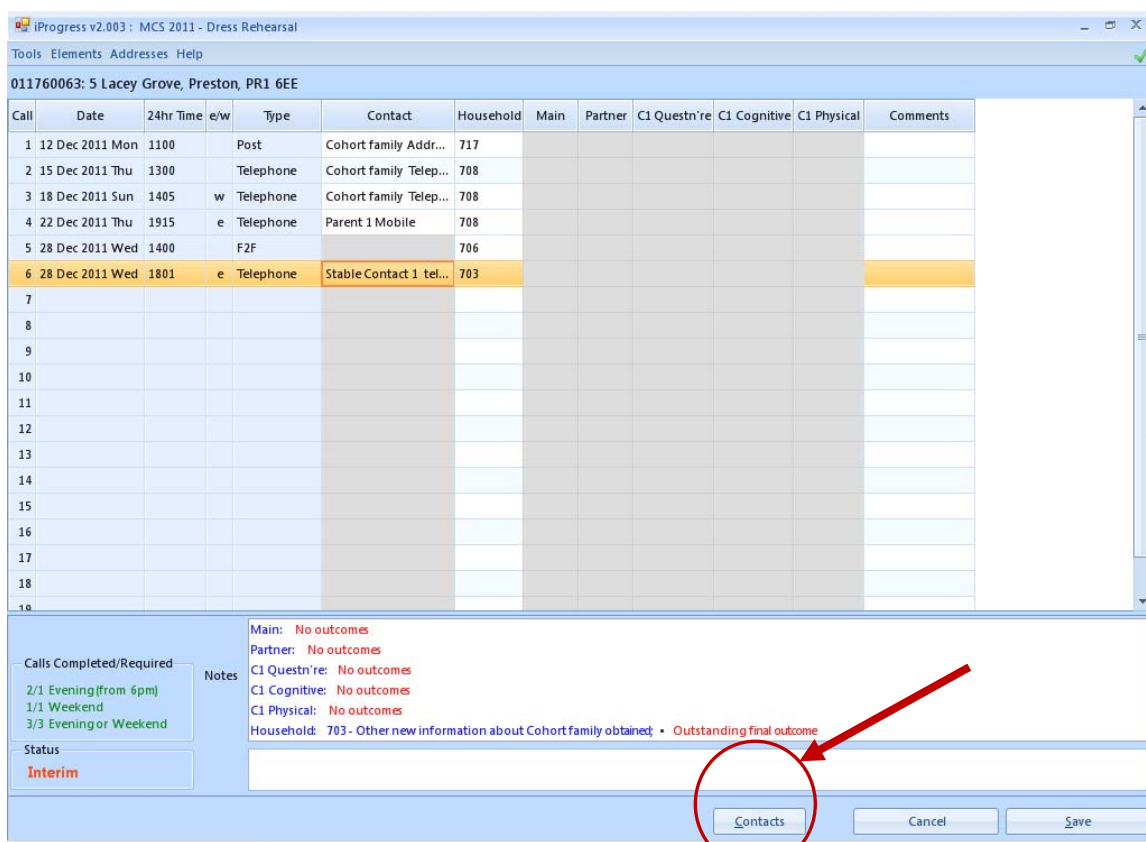 iProgress v2.003 : MCS 2011 - Dress Rehearsal
Tools Elements Addresses Help
011760063: 5 Lacey Grove, Preston, PR1 6EE
Call Date 24hr Time e/w Type Contact Household Main Partner C1 Questn're C1 Cognitive C1 Physical Comments
1 12 Dec 2011 Mon 1100 Post Cohort family Addr... 717
2 15 Dec 2011 Thu 1300 Telephone Cohort family Telep... 708
3 18 Dec 2011 Sun 1405 w Telephone Cohort family Telep... 708
4 22 Dec 2011 Thu 1915 e Telephone Parent 1 Mobile 708
5 28 Dec 2011 Wed 1400 F2F 706
6 28 Dec 2011 Wed 1801 e Telephone Stable Contact 1 tel... 703
7
8
9
10
11
12
13
14
15
16
17
18
19
Calls Completed/Required
2/1 Evening(from 6pm)
1/1 Weekend
3/3 Evening or Weekend
Status
Interim
Notes
Main: No outcomes
Partner: No outcomes
C1 Questn're: No outcomes
C1 Cognitive: No outcomes
C1 Physical: No outcomes
Household: 703 - Other new information about Cohort family obtained; • Outstanding final outcome
Contacts Cancel Save